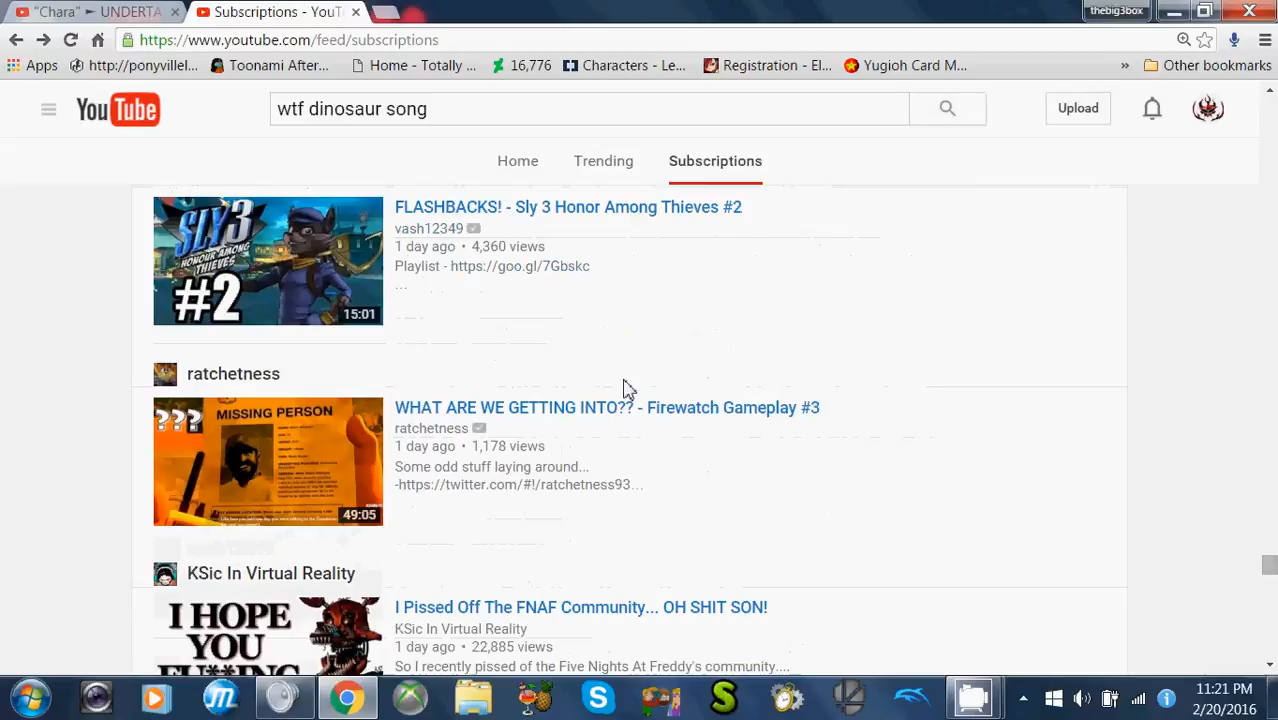 "Chara" ► UNDERTA
Subscriptions - YouT
thebig3box
https://www.youtube.com/feed/subscriptions
Apps
http://ponyvillel...
Toonami After...
Home - Totally ...
16,776
Characters - Le...
Registration - El...
Yugioh Card M...
»
Other bookmarks
YouTube
wtf dinosaur song
Upload
Home
Trending
Subscriptions
SLY 3
HONOUR AMONG
THIEVES
#2
15:01
FLASHBACKS! - Sly 3 Honor Among Thieves #2
vash12349
1 day ago • 4,360 views
Playlist - https://goo.gl/7Gbskc
...
ratchetness
???
MISSING PERSON
49:05
WHAT ARE WE GETTING INTO?? - Firewatch Gameplay #3
ratchetness
1 day ago • 1,178 views
Some odd stuff laying around...
-https://twitter.com/#!/ratchetness93...
KSic In Virtual Reality
I HOPE
YOU
I Pissed Off The FNAF Community... OH SHIT SON!
KSic In Virtual Reality
1 day ago • 22,885 views
So I recently pissed of the Five Nights At Freddy's community....
11:21 PM
2/20/2016